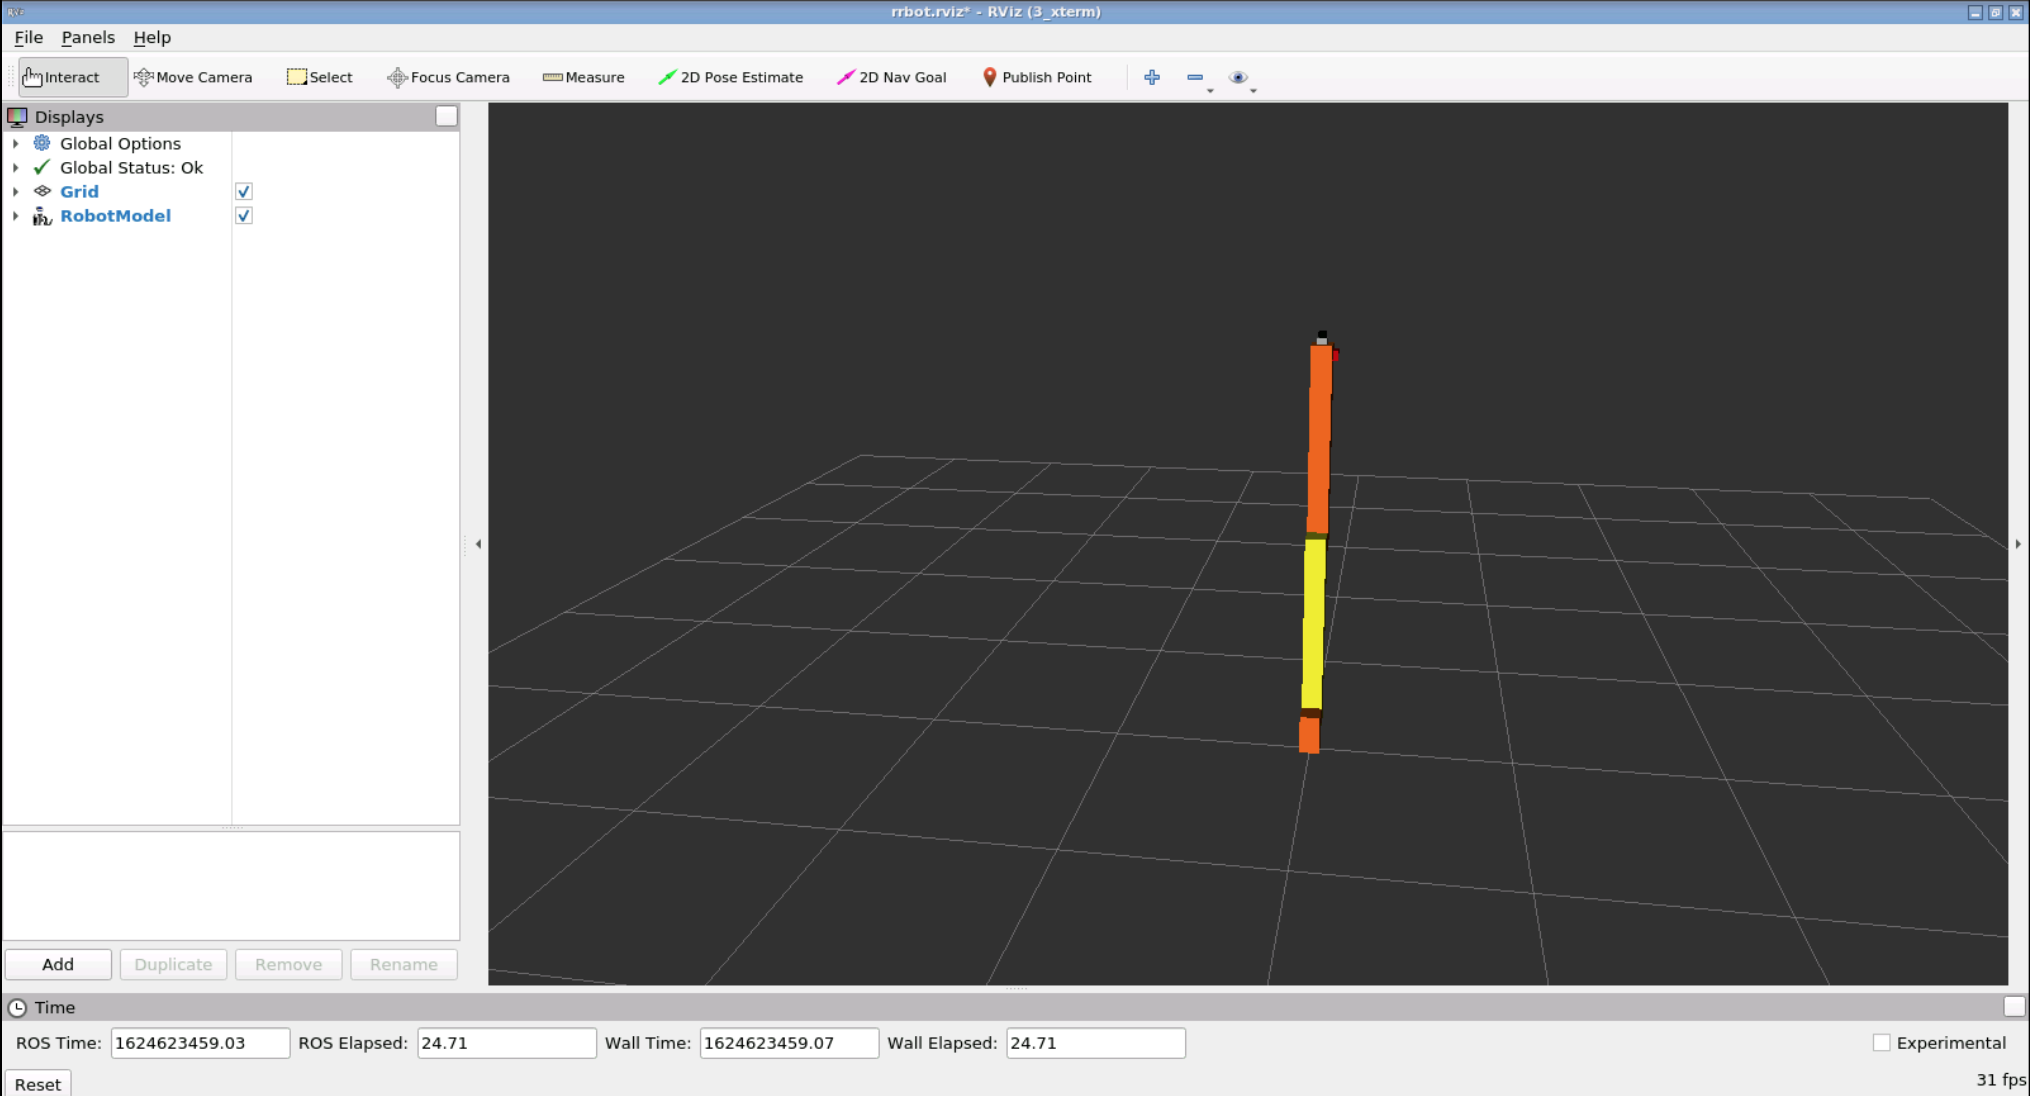 rrbot.rviz* - RViz (3_xterm)
File Panels Help
Interact Move Camera Select Focus Camera Measure 2D Pose Estimate 2D Nav Goal Publish Point
Displays
Global Options
Global Status: Ok
Grid
RobotModel
Add Duplicate Remove Rename
Time
ROS Time: 1624623459.03 ROS Elapsed: 24.71 Wall Time: 1624623459.07 Wall Elapsed: 24.71 Experimental
Reset 31 fps